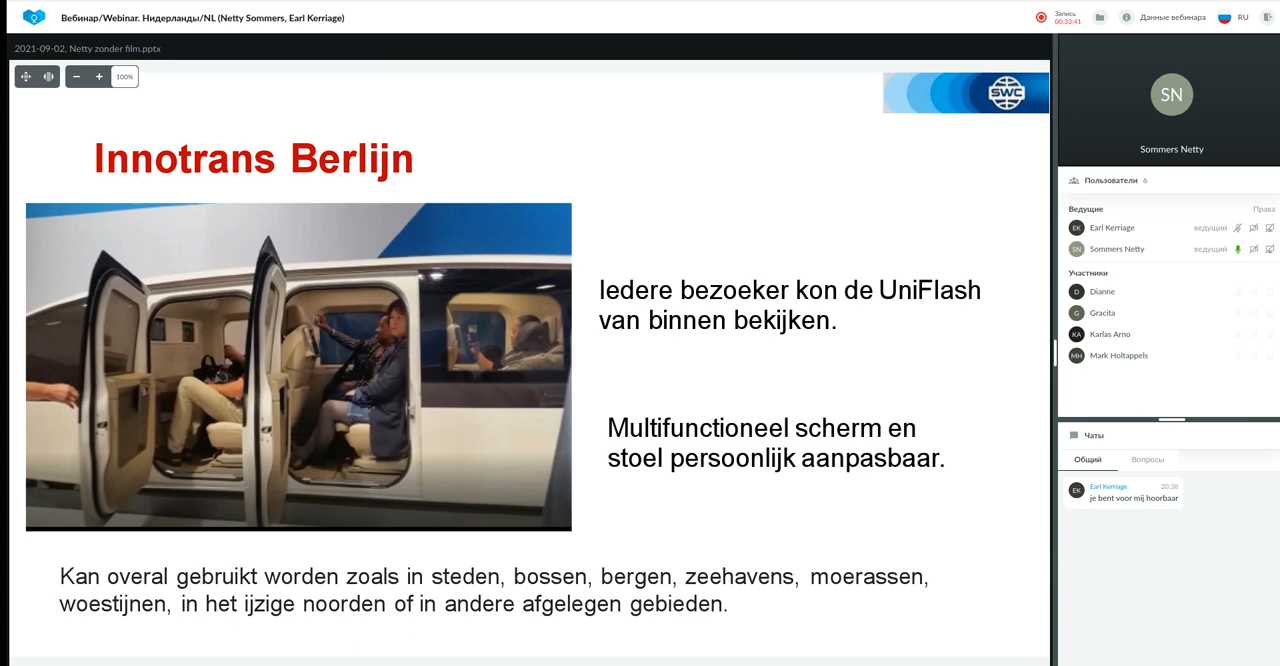 Вебинар/Webinar. Нидерланды/NL (Netty Sommers, Earl Kerriage)
Запись
00:33:41
Данные вебинара
RU
2021-09-02, Netty zonder film.pptx
100%
SWC
Innotrans Berlijn
Iedere bezoeker kon de UniFlash
van binnen bekijken.
Multifunctioneel scherm en
stoel persoonlijk aanpasbaar.
Kan overal gebruikt worden zoals in steden, bossen, bergen, zeehavens, moerassen,
woestijnen, in het ijzige noorden of in andere afgelegen gebieden.
SN
Sommers Netty
Пользователи 6
Ведущие Права
EK Earl Kerriage ведущий
SN Sommers Netty ведущий
Участники
D Dianne
G Gracita
KA Karlas Arno
MH Mark Holtappels
Чаты
Общий Вопросы
EK Earl Kerriage 20:38
je bent voor mij hoorbaar